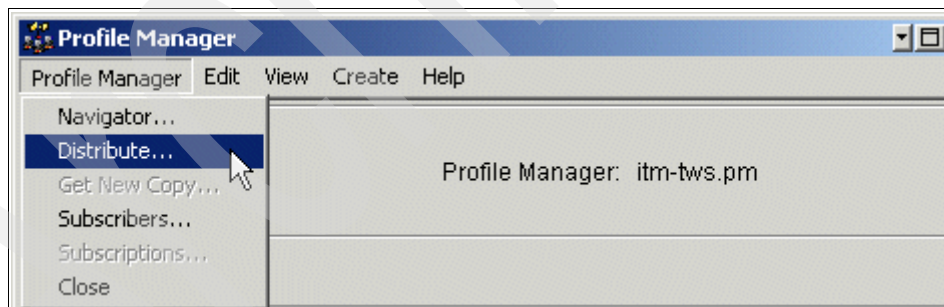 Profile Manager
Profile Manager Edit View Create Help
Navigator...
Distribute...
Get New Copy...
Subscribers...
Subscriptions...
Close
Profile Manager: itm-tws.pm